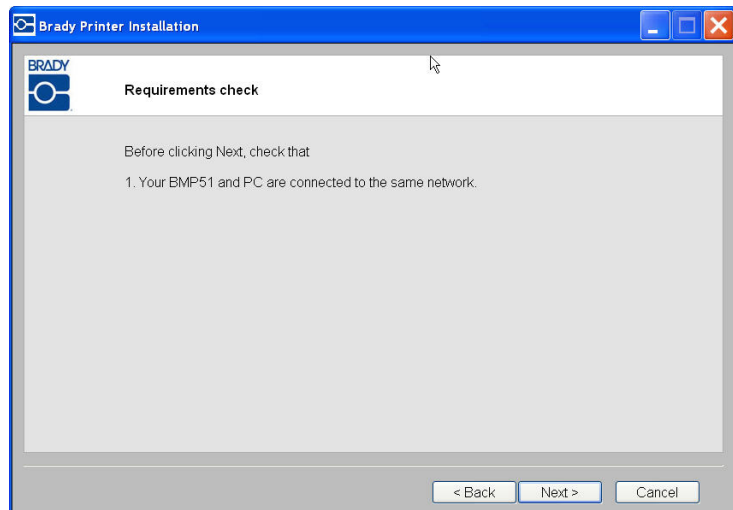 Brady Printer Installation
BRADY
Requirements check
Before clicking Next, check that
1. Your BMP51 and PC are connected to the same network.
< Back Next > Cancel